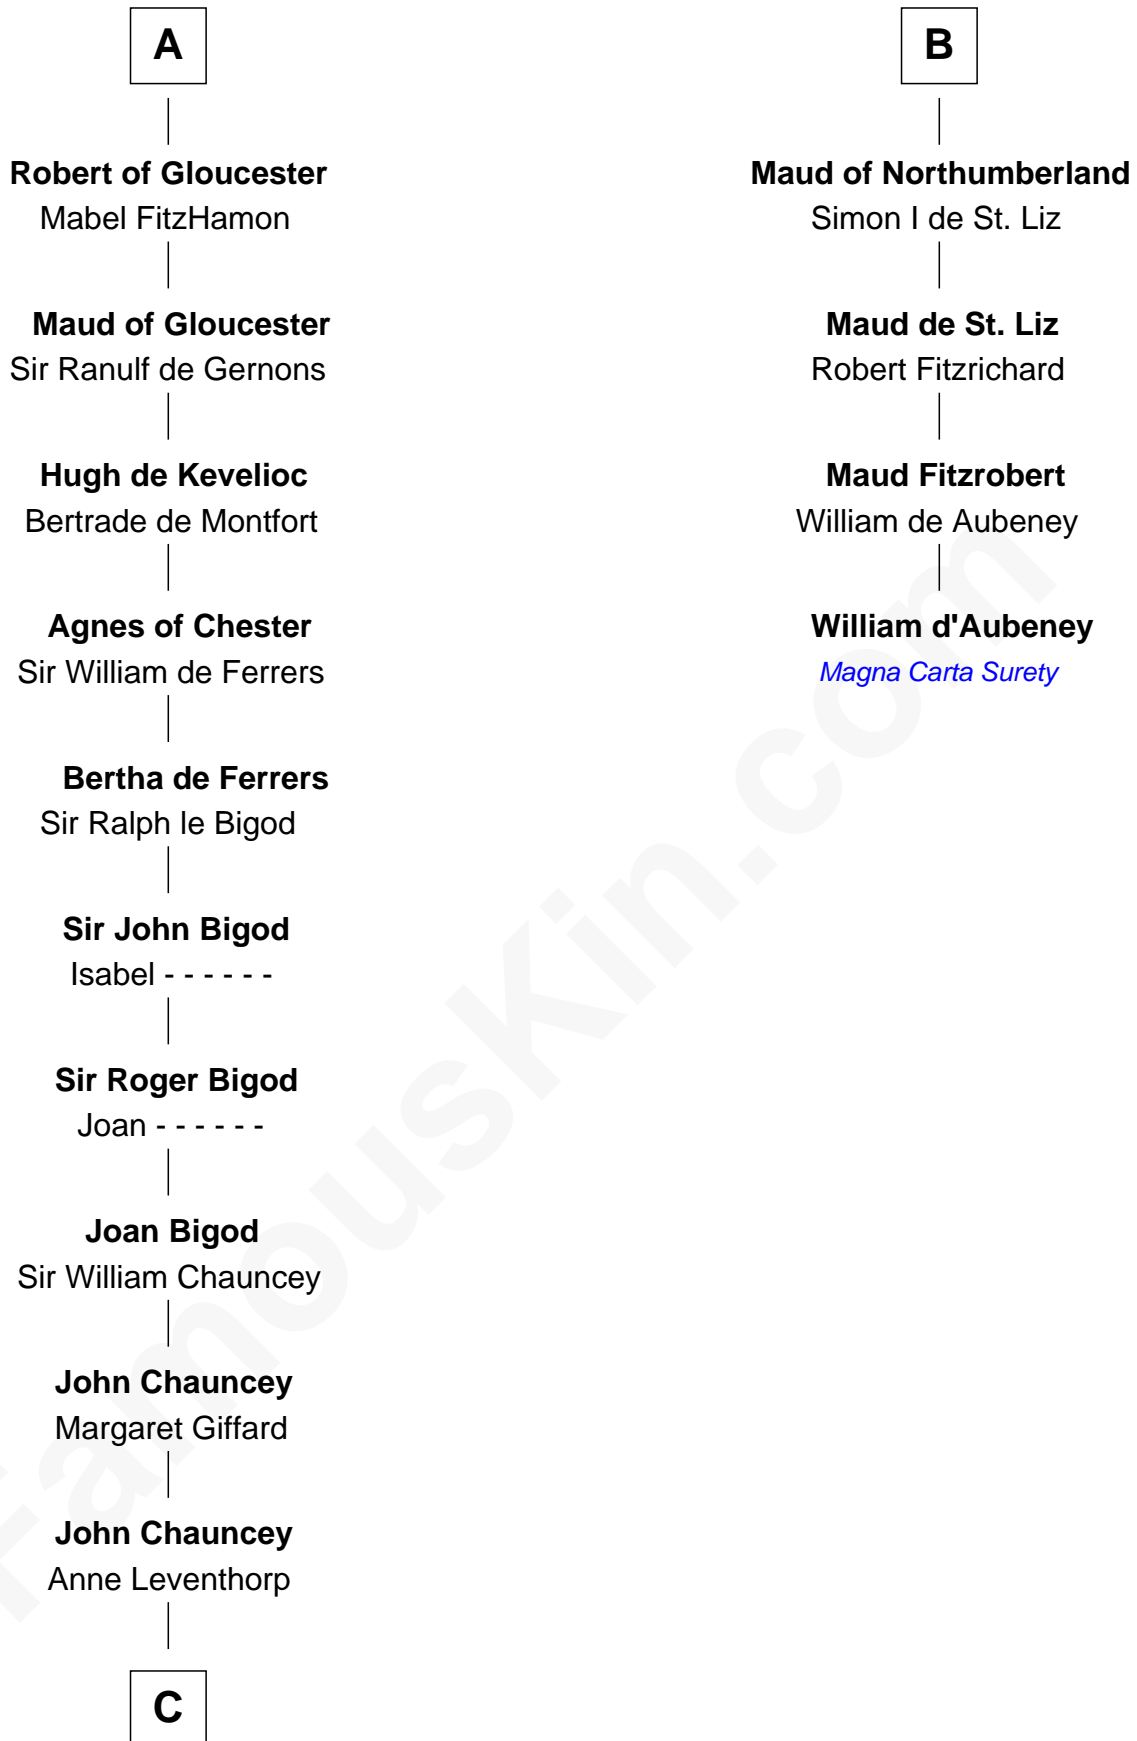 A
Robert of Gloucester
Mabel FitzHamon
Maud of Gloucester
Sir Ranulf de Gernons
Hugh de Kevelioc
Bertrade de Montfort
Agnes of Chester
Sir William de Ferrers
Bertha de Ferrers
Sir Ralph le Bigod
Sir John Bigod
Isabel - - - - - -
Sir Roger Bigod
Joan - - - - - -
Joan Bigod
Sir William Chauncey
John Chauncey
Margaret Giffard
John Chauncey
Anne Leventhorp
C
B
Maud of Northumberland
Simon I de St. Liz
Maud de St. Liz
Robert Fitzrichard
Maud Fitzrobert
William de Aubeney
William d'Aubeney
Magna Carta Surety
FamousKin.com